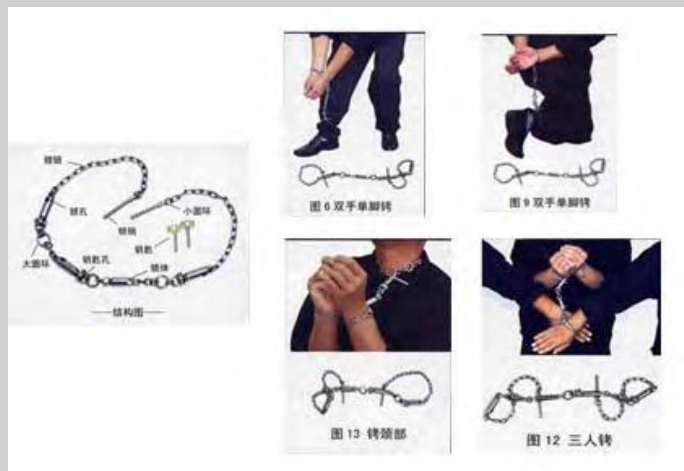 锁链
锁孔
锁销
小圆环
钥匙
大圆环
钥匙孔
锁体
结构图
图 6 双手单脚铐
图 9 双手单脚铐
图 13 铐颈部
图 12 三人铐